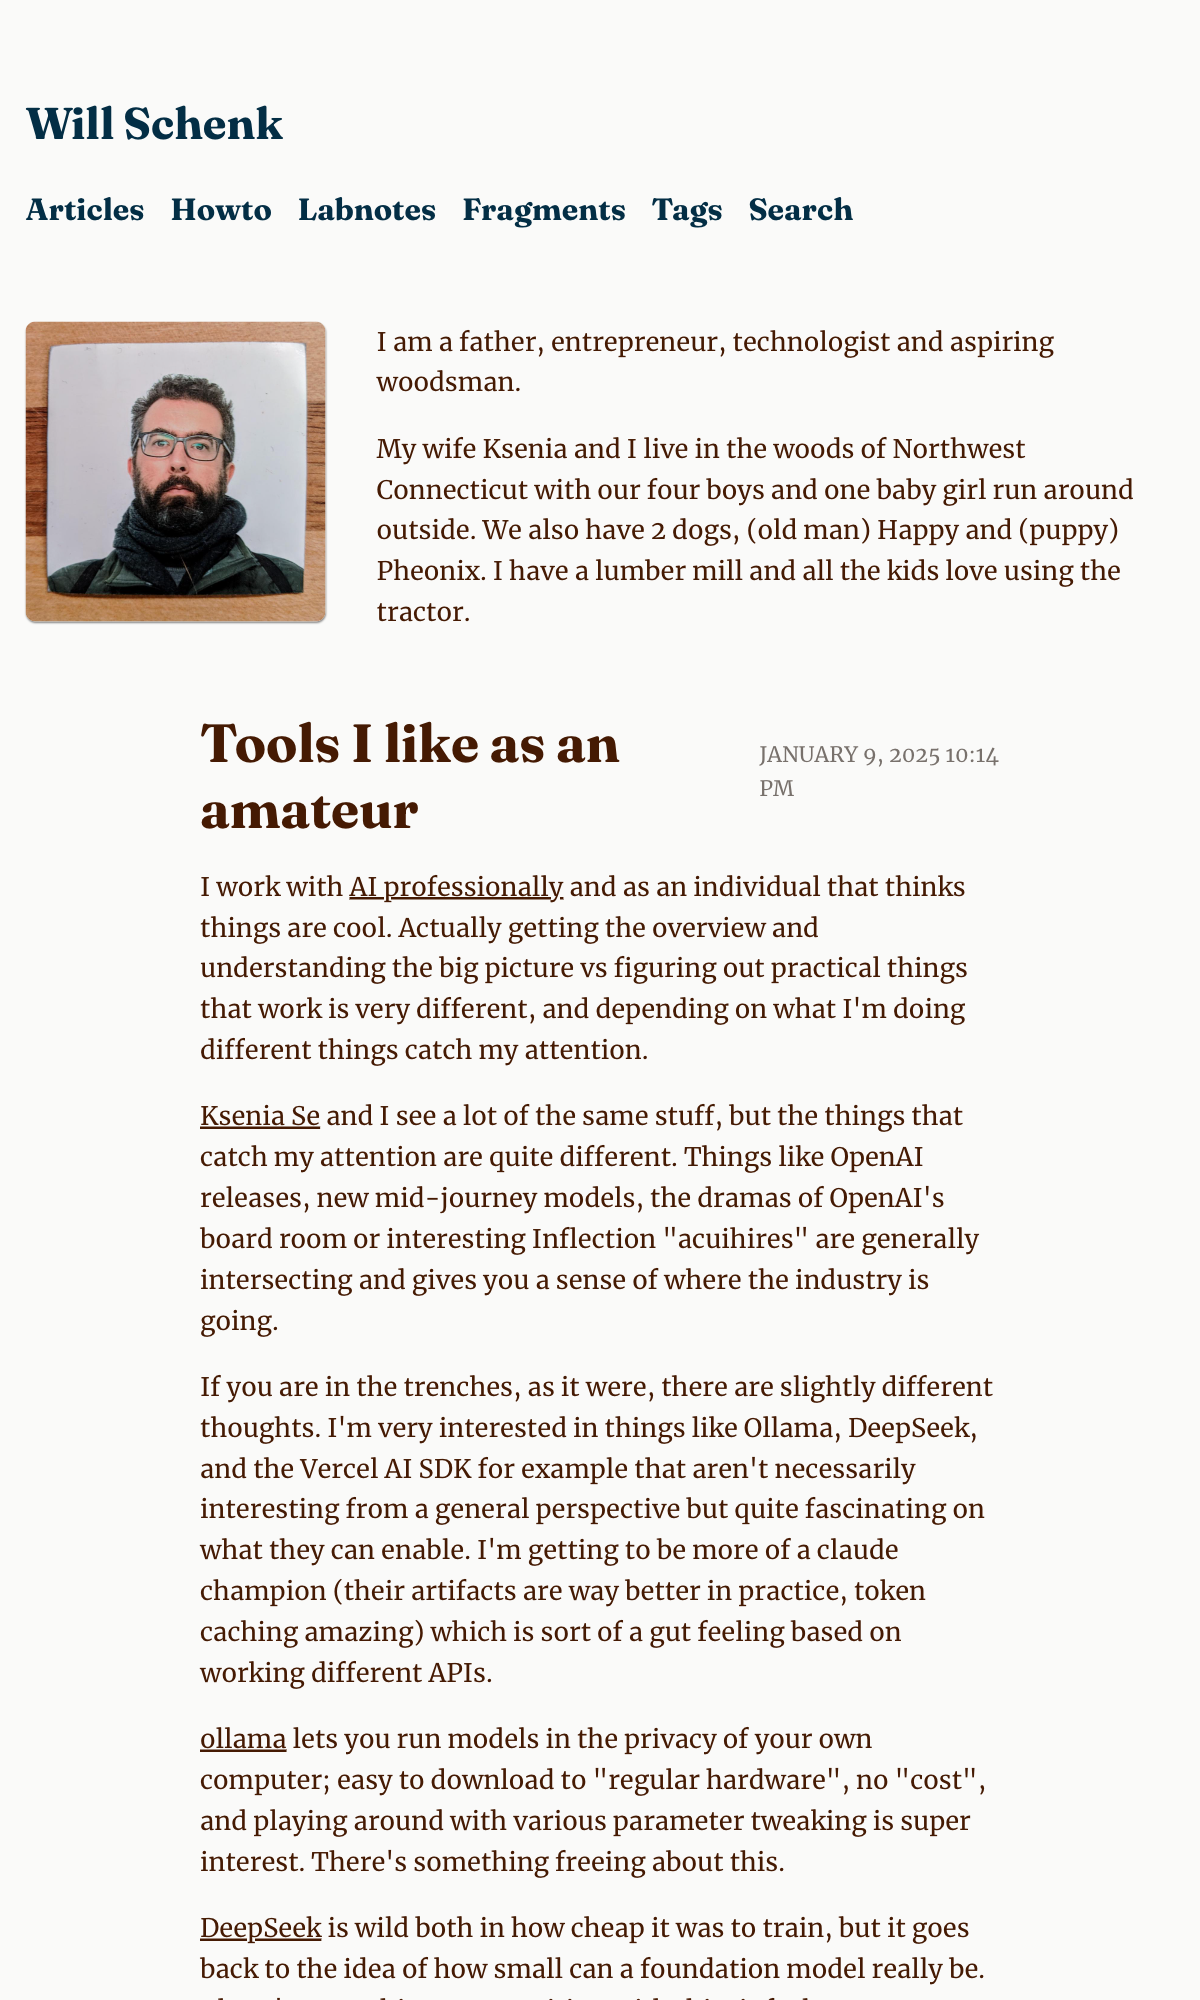 Will Schenk
Articles Howto Labnotes Fragments Tags Search
I am a father, entrepreneur, technologist and aspiring
woodsman.
My wife Ksenia and I live in the woods of Northwest
Connecticut with our four boys and one baby girl run around
outside. We also have 2 dogs, (old man) Happy and (puppy)
Pheonix. I have a lumber mill and all the kids love using the
tractor.
Tools I like as an
amateur
JANUARY 9, 2025 10:14
PM
I work with AI professionally and as an individual that thinks
things are cool. Actually getting the overview and
understanding the big picture vs figuring out practical things
that work is very different, and depending on what I'm doing
different things catch my attention.
Ksenia Se and I see a lot of the same stuff, but the things that
catch my attention are quite different. Things like OpenAI
releases, new mid-journey models, the dramas of OpenAI's
board room or interesting Inflection "acuihires" are generally
intersecting and gives you a sense of where the industry is
going.
If you are in the trenches, as it were, there are slightly different
thoughts. I'm very interested in things like Ollama, DeepSeek,
and the Vercel AI SDK for example that aren't necessarily
interesting from a general perspective but quite fascinating on
what they can enable. I'm getting to be more of a claude
champion (their artifacts are way better in practice, token
caching amazing) which is sort of a gut feeling based on
working different APIs.
ollama lets you run models in the privacy of your own
computer; easy to download to "regular hardware", no "cost",
and playing around with various parameter tweaking is super
interest. There's something freeing about this.
DeepSeek is wild both in how cheap it was to train, but it goes
back to the idea of how small can a foundation model really be.